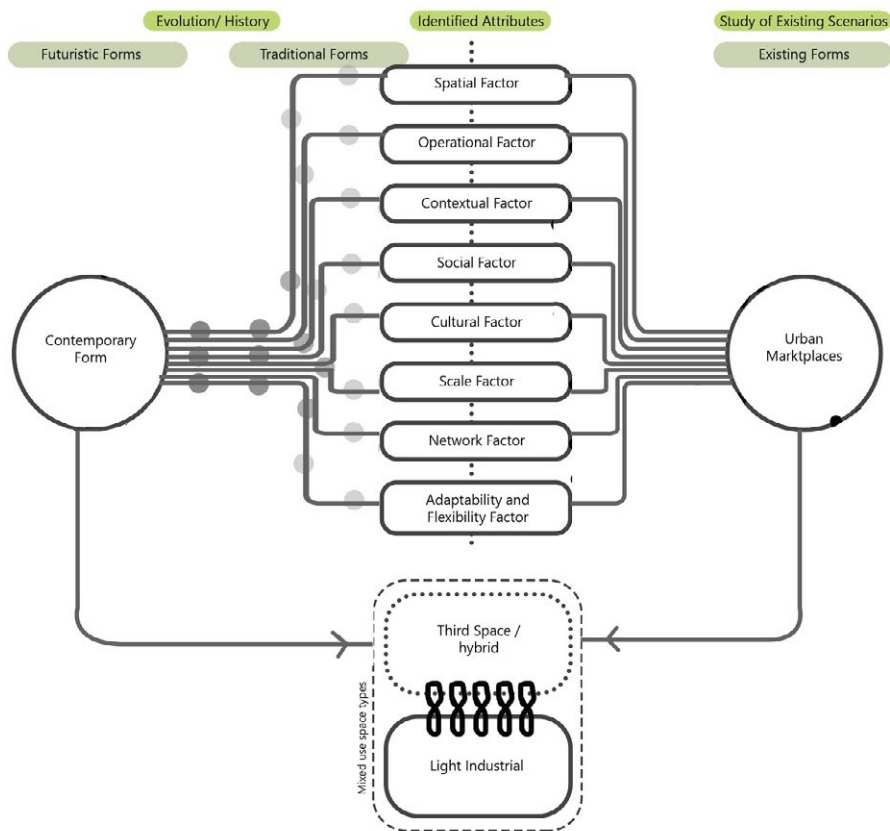 Evolution/ History
Identified Attributes
Study of Existing Scenarios
Futuristic Forms
Traditional Forms
Existing Forms
Spatial Factor
Operational Factor
Contextual Factor
Social Factor
Cultural Factor
Scale Factor
Network Factor
Adaptability and
Flexibility Factor
Contemporary
Form
Urban
Marktplaces
Third Space /
hybrid
Light Industrial
Mixed use space types